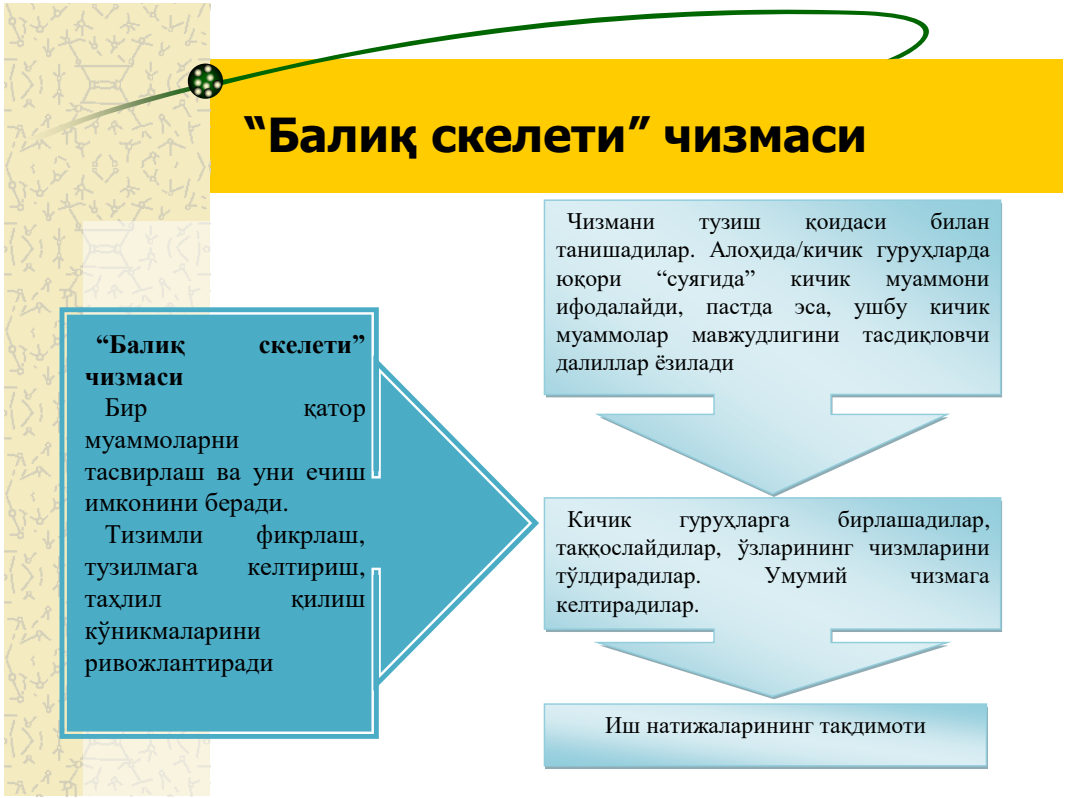 “Балиқ скелети” чизмаси
“Балиқ скелети”
чизмаси
Бир қатор
муаммоларни
тасвирлаш ва уни ечиш
имконини беради.
Тизимли фикрлаш,
тузилмага келтириш,
таҳлил қилиш
кўникмаларини
ривожлантиради
Чизмани тузиш қоидаси билан
танишадилар. Алоҳида/кичик гуруҳларда
юқори “суягида” кичик муаммони
ифодалайди, пастда эса, ушбу кичик
муаммолар мавжудлигини тасдиқловчи
далиллар ёзилади
Кичик гуруҳларга бирлашадилар,
таққослайдилар, ўзларининг чизмларини
тўлдирадилар. Умумий чизмага
келтирадилар.
Иш натижаларининг тақдимоти